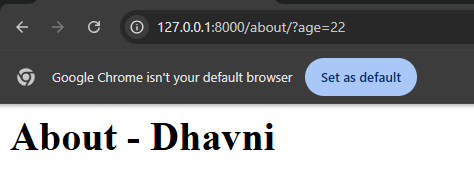 127.0.0.1:8000/about/?age=22
Google Chrome isn't your default browser Set as default
About - Dhavni